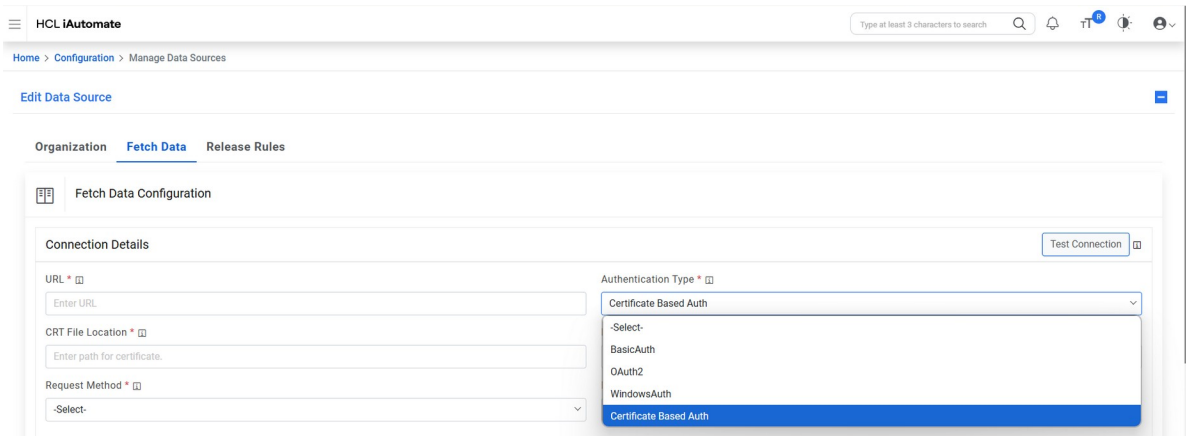 HCL iAutomate
Type at least 3 characters to search
R
Home > Configuration > Manage Data Sources
Edit Data Source
Organization Fetch Data Release Rules
Fetch Data Configuration
Connection Details Test Connection
URL * Authentication Type *
Enter URL Certificate Based Auth
-Select-
CRT File Location *
BasicAuth
Enter path for certificate.
OAuth2
Request Method *
WindowsAuth
-Select- Certificate Based Auth